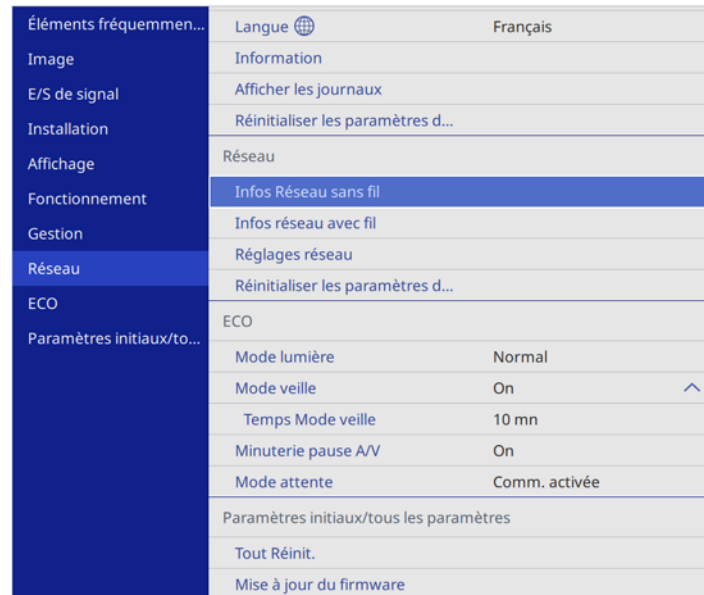 Éléments fréquemmen...
Image
E/S de signal
Installation
Affichage
Fonctionnement
Gestion
Réseau
ECO
Paramètres initiaux/to...
Langue Français
Information
Afficher les journaux
Réinitialiser les paramètres d...
Réseau
Infos Réseau sans fil
Infos réseau avec fil
Réglages réseau
Réinitialiser les paramètres d...
ECO
Mode lumière Normal
Mode veille On
Temps Mode veille 10 mn
Minuterie pause A/V On
Mode attente Comm. activée
Paramètres initiaux/tous les paramètres
Tout Réinit.
Mise à jour du firmware